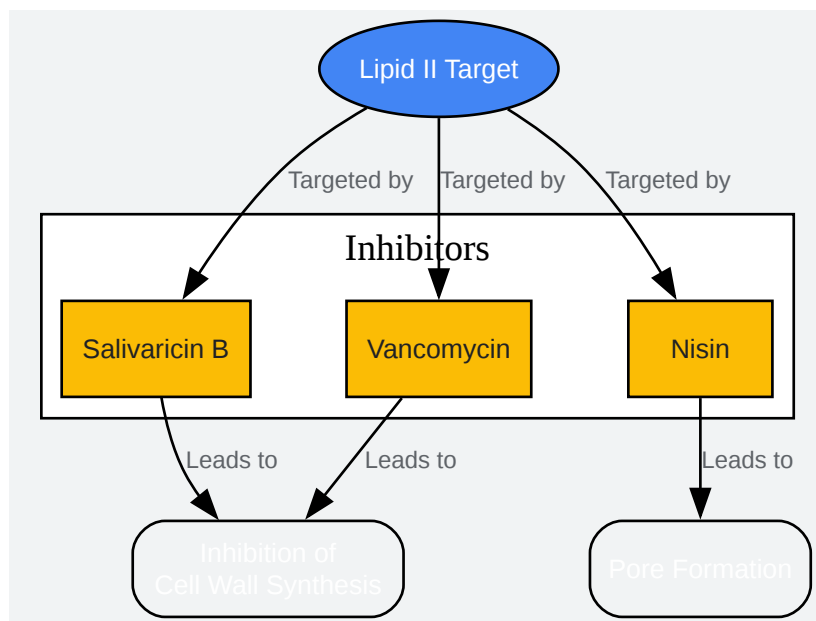 Lipid II Target
Targeted by
Targeted by
Targeted by
Inhibitors
Salivaricin B
Vancomycin
Nisin
Leads to
Leads to
Leads to
Inhibition of
Cell Wall Synthesis
Pore Formation